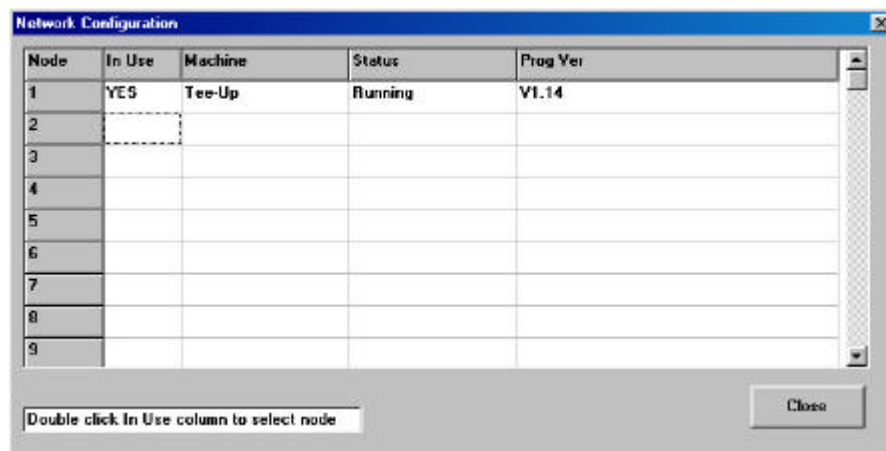 Network Configuration
Node In Use Machine Status Prog Ver
1 YES Tee-Up Running V1.14
2
3
4
5
6
7
8
9
Double click In Use column to select node
Close